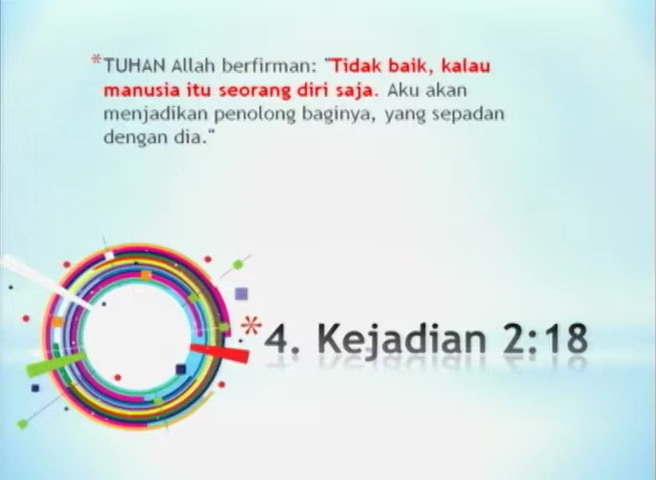 *TUHAN Allah berfirman: "Tidak baik, kalau
manusia itu seorang diri saja. Aku akan
menjadikan penolong baginya, yang sepadan
dengan dia."
*4. Kejadian 2:18